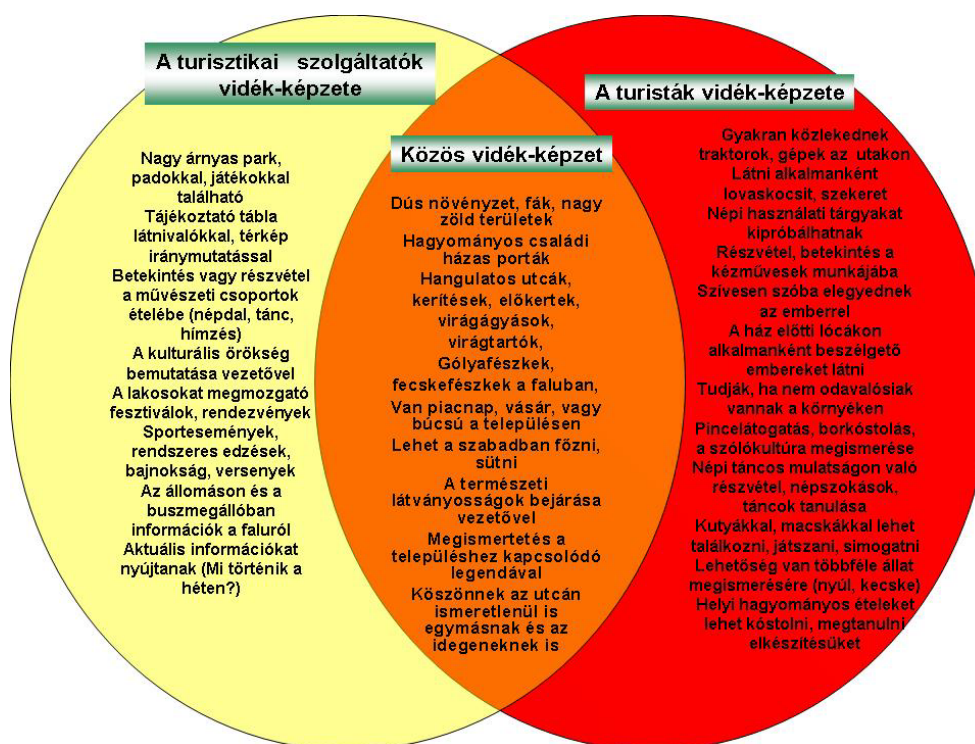 A turisztikai szolgáltatók
vidék-képzete
Nagy árnyas park,
padokkal, játékokkal
található
Tájékoztató tábla
látnivalókkal, térkép
iránymutatással
Betekintés vagy részvétel
a művészeti csoportok
ételébe (népdal, tánc,
hímzés)
A kulturális örökség
bemutatása vezetővel
A lakosokat megmozgató
fesztiválok, rendezvények
Sportesemények,
rendszeres edzések,
bajnokság, versenyek
Az állomáson és a
buszmegállóban
információk a faluról
Aktuális információkat
nyújtanak (Mi történik a
héten?)
Közös vidék-képzet
Dús növényzet, fák, nagy
zöld területek
Hagyományos családi
házas porták
Hangulatos utcák,
kerítések, előkertek,
virágágyások,
virágtartók,
Gólyafészkek,
fecskefészkek a faluban,
Van piacnap, vásár, vagy
búcsú a településen
Lehet a szabadban főzni,
sütni
A természeti
látványosságok bejárása
vezetővel
Megismertetés a
településhez kapcsolódó
legendával
Köszönnek az utcán
ismeretlenül is
egymásnak és az
idegeneknek is
A turisták vidék-képzete
Gyakran közlekednek
traktorok, gépek az utakon
Látni alkalmanként
lovaskocsit, szekeret
Népi használati tárgyakat
kipróbálhatnak
Részvétel, betekintés a
kézművesek munkájába
Szívesen szóba elegyednek
az emberrel
A ház előtti lócákon
alkalmanként beszélgető
embereket látni
Tudják, ha nem odavalósiak
vannak a környéken
Pincelátogatás, borkóstolás,
a szólókultúra megismerése
Népi táncos mulatságon való
részvétel, népszokások,
táncok tanulása
Kutyákkal, macskákkal lehet
találkozni, játszani, simogatni
Lehetőség van többféle állat
megismerésére (nyúl, kecske)
Helyi hagyományos ételeket
lehet kóstolni, megtanulni
elkészítésüket